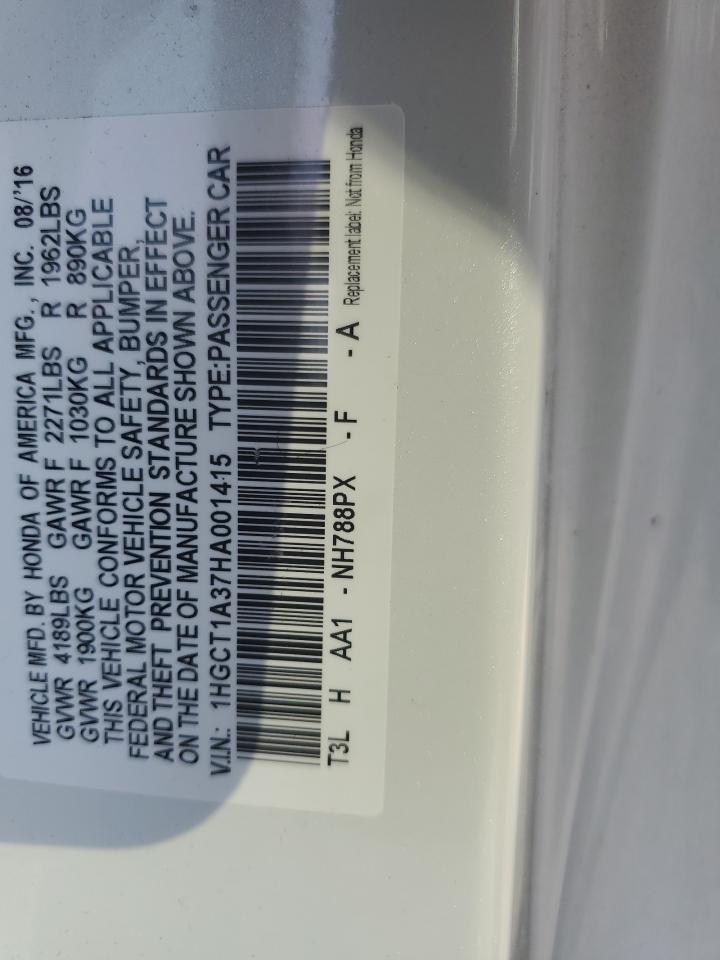 VEHICLE MFD. BY HONDA OF AMERICA MFG., INC. 08/'16
GVWR 4189LBS GAWR F 2271LBS R 1962LBS
GVWR 1900KG GAWR F 1030KG R 890KG
THIS VEHICLE CONFORMS TO ALL APPLICABLE
FEDERAL MOTOR VEHICLE SAFETY, BUMPER,
AND THEFT PREVENTION STANDARDS IN EFFECT
ON THE DATE OF MANUFACTURE SHOWN ABOVE.
V.I.N.: 1HGCT1A37HA001415 TYPE:PASSENGER CAR
T3L H AA1 - NH788PX - F - A Replacement label: Not from Honda